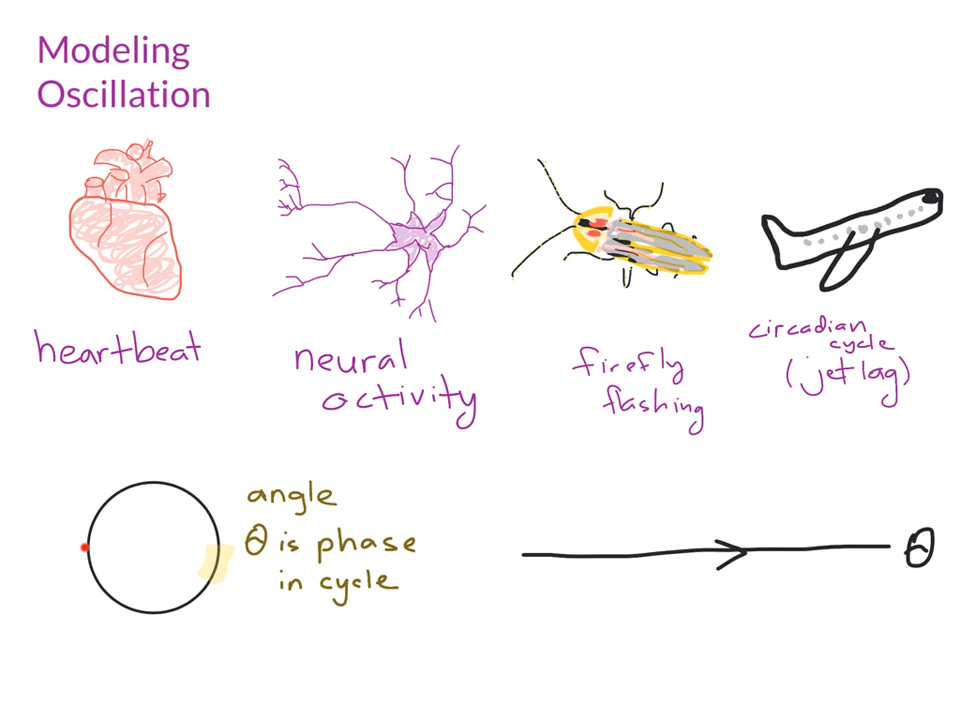 Modeling
Oscillation
heartbeat
neural
activity
firefly
flashing
circadian
cycle
(jet lag)
angle
θ is phase
in cycle
θ